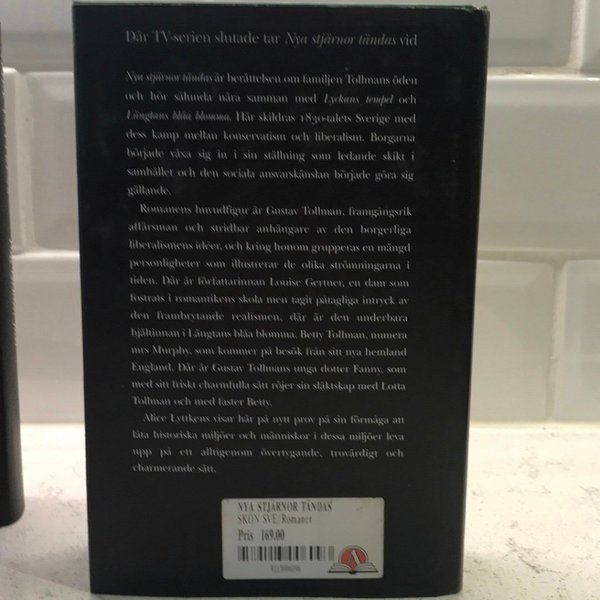 Där TV-serien slutade tar Nya stjärnor tändas vid
Nya stjärnor tändas är berättelsen om familjen Tollmans öden
och hör sålunda nära samman med Lyckans tempel och
Längtans blåa blomma. Här skildras 1830-talets Sverige med
dess kamp mellan konservatism och liberalism. Borgarna
började växa sig in i sin ställning som ledande skikt i
samhället och den sociala ansvarskänslan började göra sig
gällande.
Romanens huvudfigur är Gustav Tollman, framgångsrik
affärsman och stridbar anhängare av den borgerliga
liberalismens idéer, och kring honom grupperas en mängd
personligheter som illustrerar de olika strömningarna i
tiden. Där är författarinnan Louise Gertner, en dam som
fostrats i romantikens skola men tagit påtagliga intryck av
den frambrytande realismen, där är den underbara
hjältinnan i Längtans blåa blomma, Betty Tollman, numera
mrs Murphy, som kommer på besök från sitt nya hemland
England. Där är Gustav Tollmans unga dotter Fanny, som
med sitt friskt charmfulla sätt röjer sin släktskap med Lotta
Tollman och med faster Betty.
Alice Lyttkens visar här på nytt prov på sin förmåga att
låta historiska miljöer och människor i dessa miljöer leva
upp på ett alltigenom övertygande, trovärdigt och
charmerande sätt.
NYA STJÄRNOR TÄNDAS
SKÖN SVE/Romaner
Pris 169.00